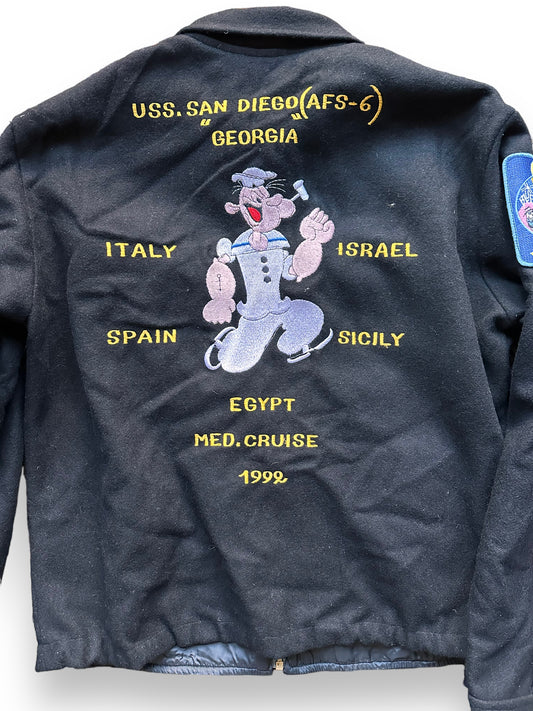 USS. SAN DIEGO (AFS-6)
"GEORGIA"
ITALY ISRAEL
SPAIN SICILY
EGYPT
MED. CRUISE
1992